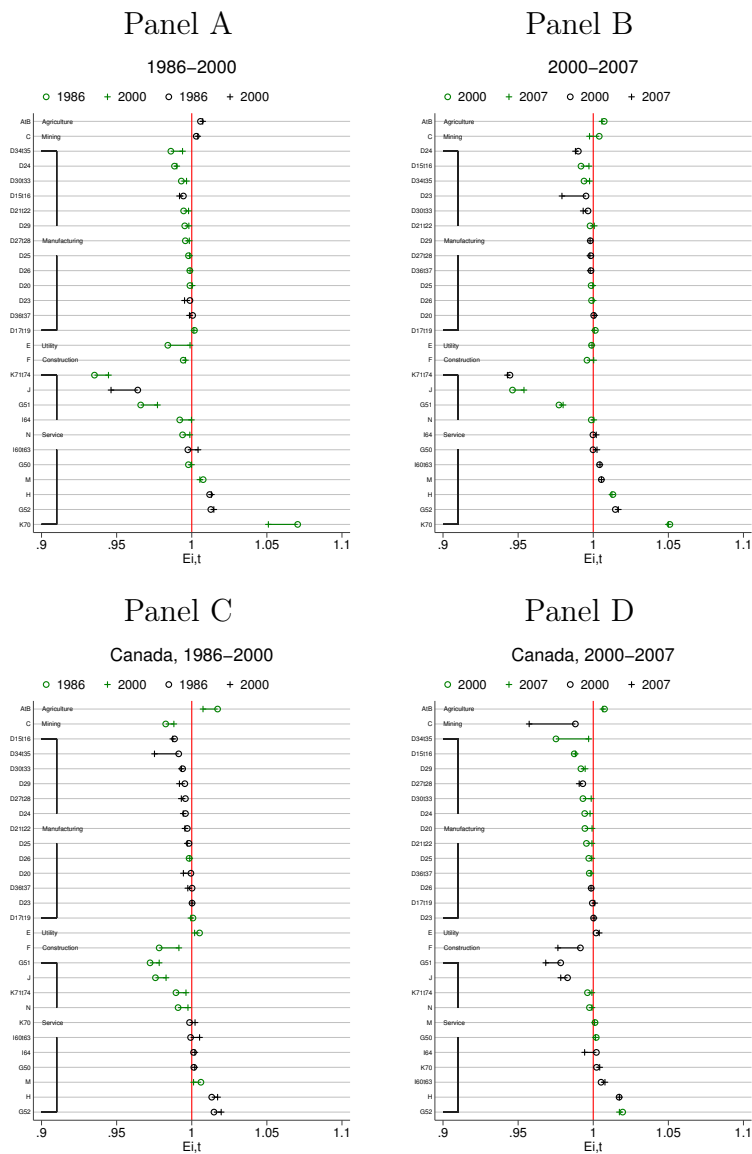 Panel A
1986−2000
1986 2000 1986 2000
AtB Agriculture
C Mining
D34t35
D24
D30t33
D15t16
D21t22
D29
D27t28 Manufacturing
D25
D26
D20
D23
D36t37
D17t19
E Utility
F Construction
K71t74
J
G51
I64
N Service
I60t63
G50
M
H
G52
K70
.9 .95 1 1.05 1.1
Ei,t
Panel B
2000−2007
2000 2007 2000 2007
AtB Agriculture
C Mining
D24
D15t16
D34t35
D23
D30t33
D21t22
D29 Manufacturing
D27t28
D36t37
D25
D26
D20
D17t19
E Utility
F Construction
K71t74
J
G51
N
I64 Service
G50
I60t63
M
H
G52
K70
.9 .95 1 1.05 1.1
Ei,t
Panel C
Canada, 1986−2000
1986 2000 1986 2000
AtB Agriculture
C Mining
D15t16
D34t35
D30t33
D29
D27t28
D24
D21t22 Manufacturing
D25
D26
D20
D36t37
D23
D17t19
E Utility
F Construction
G51
J
K71t74
N
K70 Service
I60t63
I64
G50
M
H
G52
.9 .95 1 1.05 1.1
Ei,t
Panel D
Canada, 2000−2007
2000 2007 2000 2007
AtB Agriculture
C Mining
D34t35
D15t16
D29
D27t28
D30t33
D24
D20 Manufacturing
D21t22
D25
D36t37
D26
D17t19
D23
E Utility
F Construction
G51
J
K71t74
N
M Service
G50
I64
K70
I60t63
H
G52
.9 .95 1 1.05 1.1
Ei,t